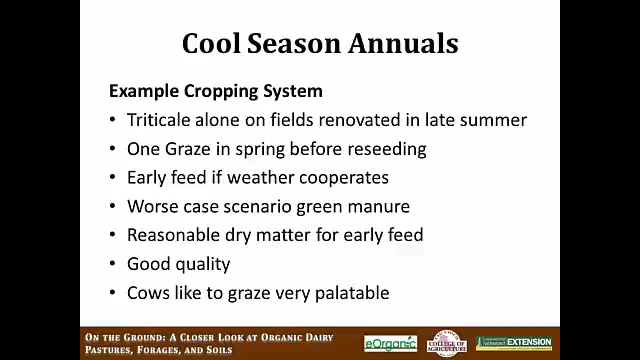 Cool Season Annuals
Example Cropping System
• Triticale alone on fields renovated in late summer
• One Graze in spring before reseeding
• Early feed if weather cooperates
• Worse case scenario green manure
• Reasonable dry matter for early feed
• Good quality
• Cows like to graze very palatable
On the Ground: A Closer Look at Organic Dairy
Pastures, Forages, and Soils
eOrganic
COLLEGE OF
AGRICULTURE
VERMONT EXTENSION